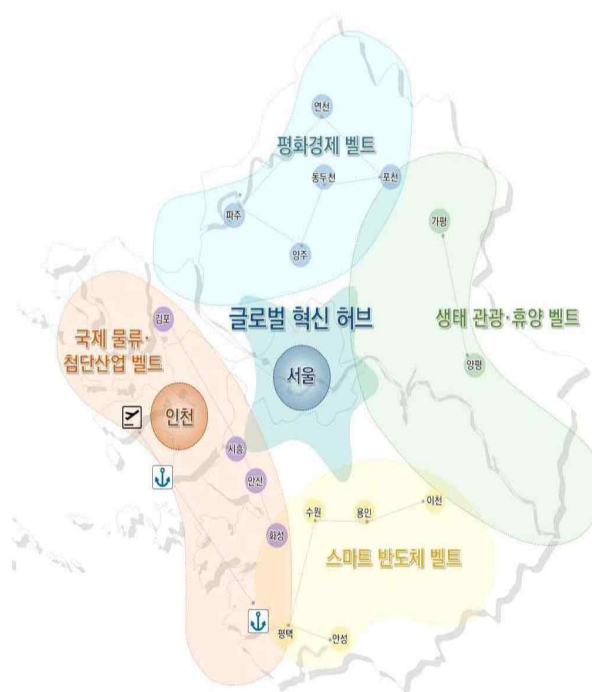 연천
평화경제 벨트
동두천
포천
파주
가평
양주
글로벌 혁신 허브
김포
생태 관광·휴양 벨트
국제 물류·
첨단산업 벨트
서울
양평
인천
시흥
안산
이천
수원
용인
화성
스마트 반도체 벨트
평택
안성